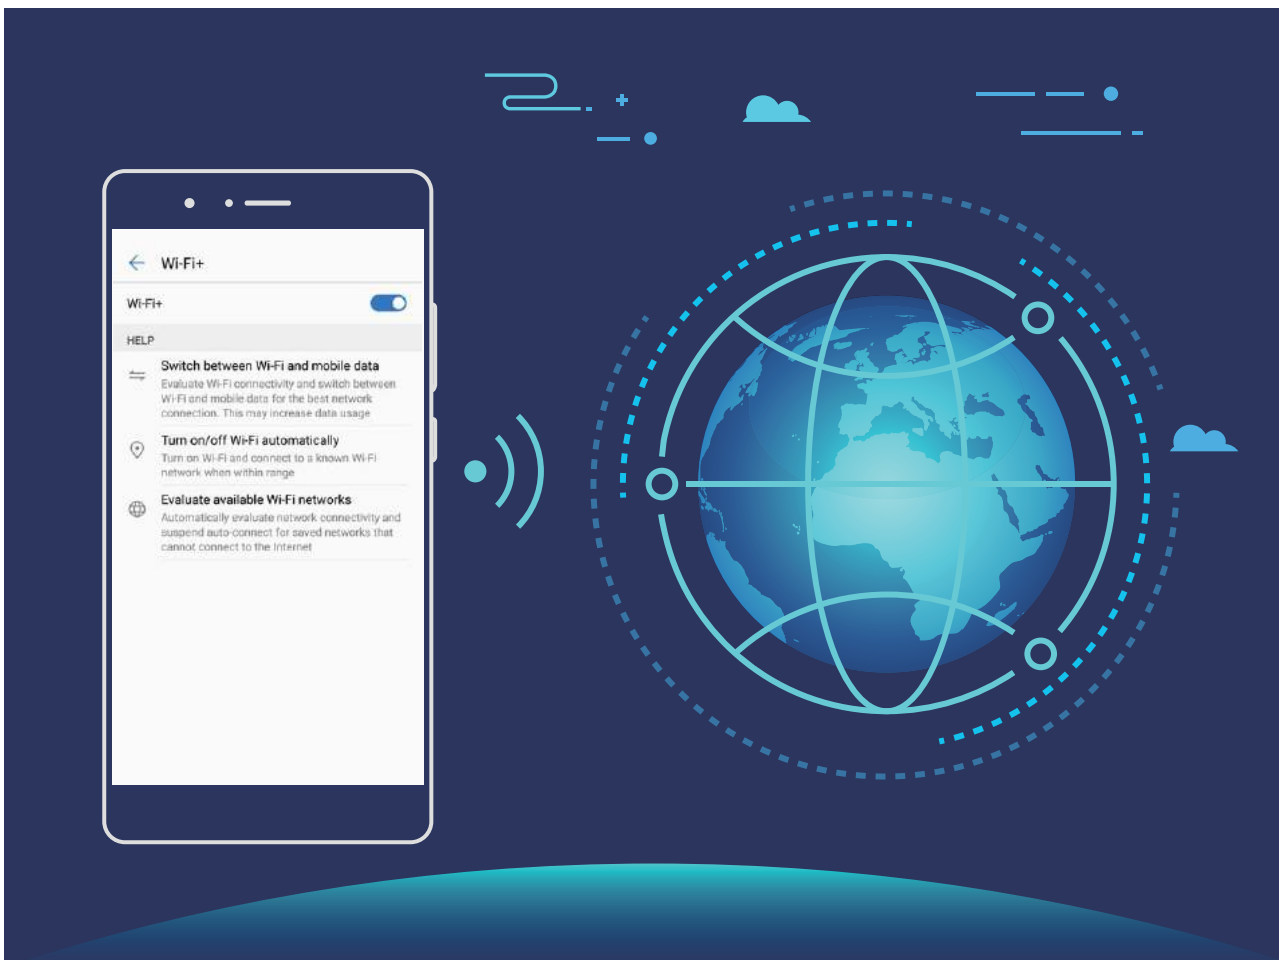 Wi-Fi+
Wi-Fi+
HELP
Switch between Wi-Fi and mobile data
Evaluate Wi-Fi connectivity and switch between
Wi-Fi and mobile data for the best network
connection. This may increase data usage
Turn on/off Wi-Fi automatically
Turn on Wi-Fi and connect to a known Wi-Fi
network when within range
Evaluate available Wi-Fi networks
Automatically evaluate network connectivity and
suspend auto-connect for saved networks that
cannot connect to the Internet